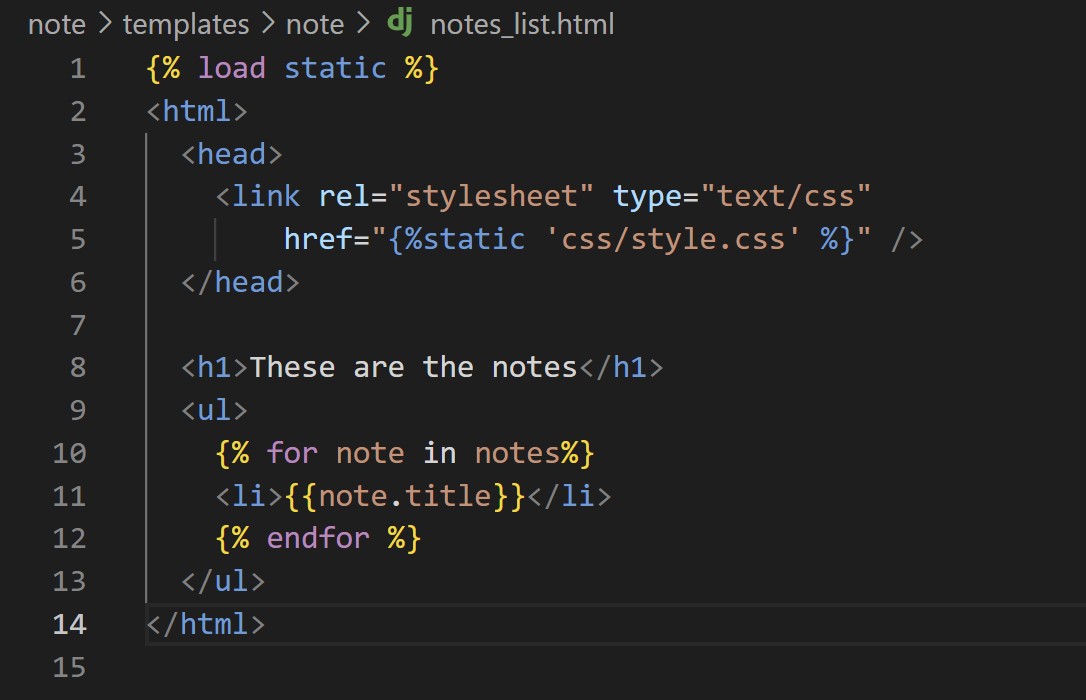 note > templates > note > dj notes_list.html
1 {% load static %}
2 <html>
3   <head>
4     <link rel="stylesheet" type="text/css"
5         href="{%static 'css/style.css' %}" />
6   </head>
7
8   <h1>These are the notes</h1>
9   <ul>
10     {% for note in notes%}
11     <li>{{note.title}}</li>
12     {% endfor %}
13   </ul>
14 </html>
15